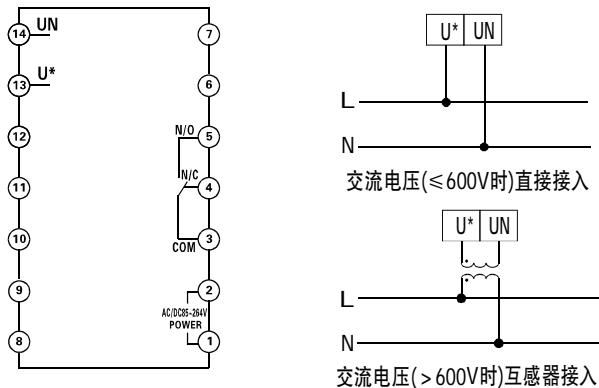 14 UN
13 U*
12
11
10
9
8
7
6
N/O 5
N/C 4
COM 3
2
AC/DC85~264V
POWER
1
U* UN
L
N
交流电压(≤600V时)直接接入
U* UN
L
N
交流电压(>600V时)互感器接入